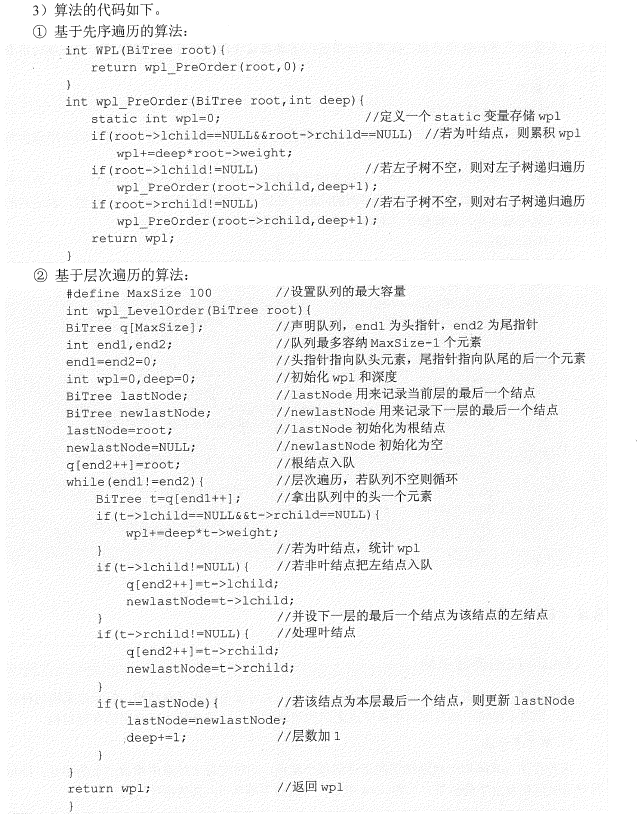 3）算法的代码如下。
① 基于先序遍历的算法：
int WPL(BiTree root){
return wpl_PreOrder(root,0);
}
int wpl_PreOrder(BiTree root,int deep){
static int wpl=0; //定义一个 static 变量存储 wpl
if(root->lchild==NULL&&root->rchild==NULL) //若为叶结点，则累积 wpl
wpl+=deep*root->weight;
if(root->lchild!=NULL) //若左子树不空，则对左子树递归遍历
wpl_PreOrder(root->lchild,deep+1);
if(root->rchild!=NULL) //若右子树不空，则对右子树递归遍历
wpl_PreOrder(root->rchild,deep+1);
return wpl;
}
② 基于层次遍历的算法：
#define MaxSize 100 //设置队列的最大容量
int wpl_LevelOrder(BiTree root){
BiTree q[MaxSize]; //声明队列，end1 为头指针，end2 为尾指针
int end1,end2; //队列最多容纳 MaxSize-1 个元素
end1=end2=0; //头指针指向队头元素，尾指针指向队尾的后一个元素
int wpl=0,deep=0; //初始化 wpl 和深度
BiTree lastNode; //lastNode 用来记录当前层的最后一个结点
BiTree newlastNode; //newlastNode 用来记录下一层的最后一个结点
lastNode=root; //lastNode 初始化为根结点
newlastNode=NULL; //newlastNode 初始化为空
q[end2++]=root; //根结点入队
while(end1!=end2){ //层次遍历，若队列不空则循环
BiTree t=q[end1++]; //拿出队列中的头一个元素
if(t->lchild==NULL&&t->rchild==NULL){
wpl+=deep*t->weight;
} //若为叶结点，统计 wpl
if(t->lchild!=NULL){ //若非叶结点把左结点入队
q[end2++]=t->lchild;
newlastNode=t->lchild;
} //并设下一层的最后一个结点为该结点的左结点
if(t->rchild!=NULL){ //处理叶结点
q[end2++]=t->rchild;
newlastNode=t->rchild;
}
if(t==lastNode){ //若该结点为本层最后一个结点，则更新 lastNode
lastNode=newlastNode;
deep+=1; //层数加 1
}
}
return wpl; //返回 wpl
}